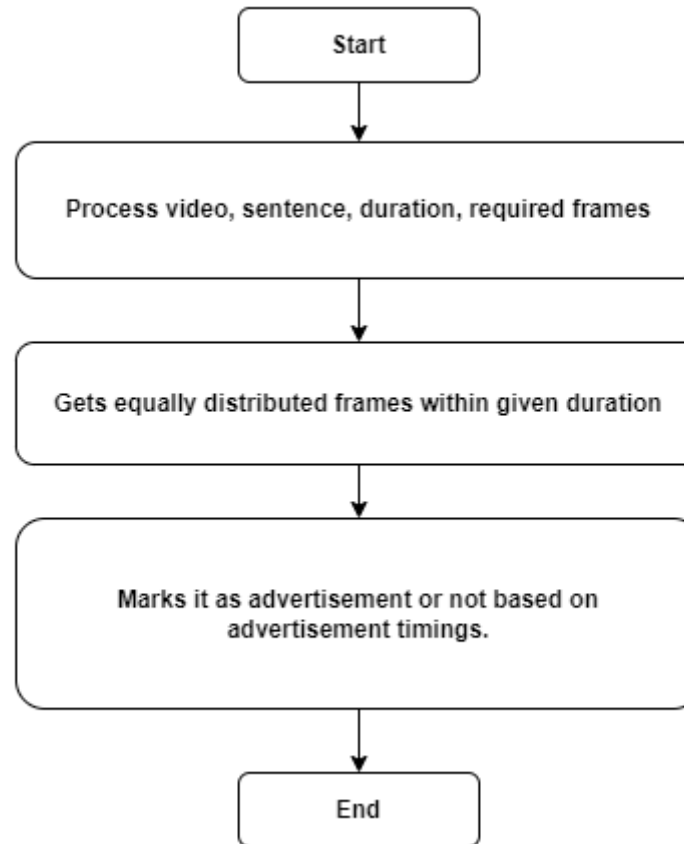 Start
Process video, sentence, duration, required frames
Gets equally distributed frames within given duration
Marks it as advertisement or not based on
advertisement timings.
End